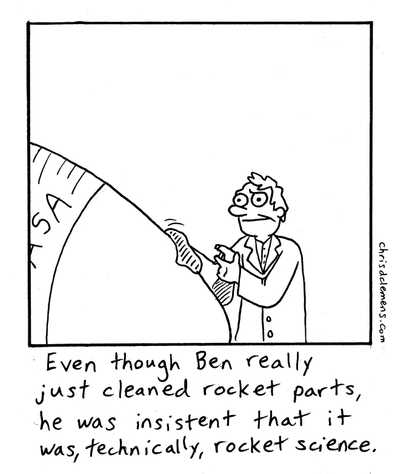 ASA
chrisdclemens.com
Even though Ben really
just cleaned rocket parts,
he was insistent that it
was, technically, rocket science.